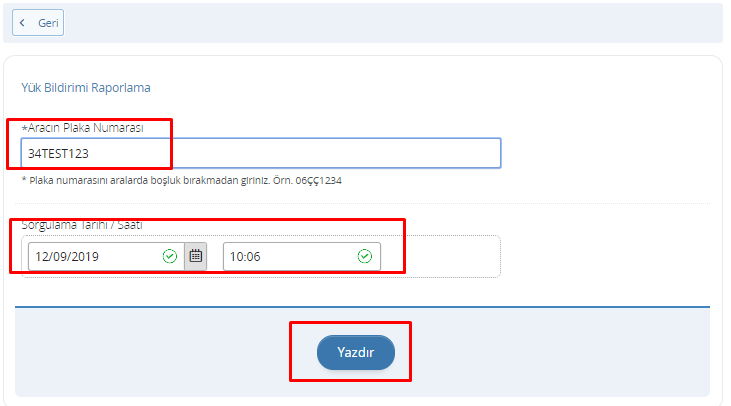 Geri
Yük Bildirimi Raporlama
*Aracın Plaka Numarası
34TEST123
* Plaka numarasını aralarda boşluk bırakmadan giriniz. Örn. 06ÇÇ1234
Sorgulama Tarihi / Saati
12/09/2019 10:06
Yazdır